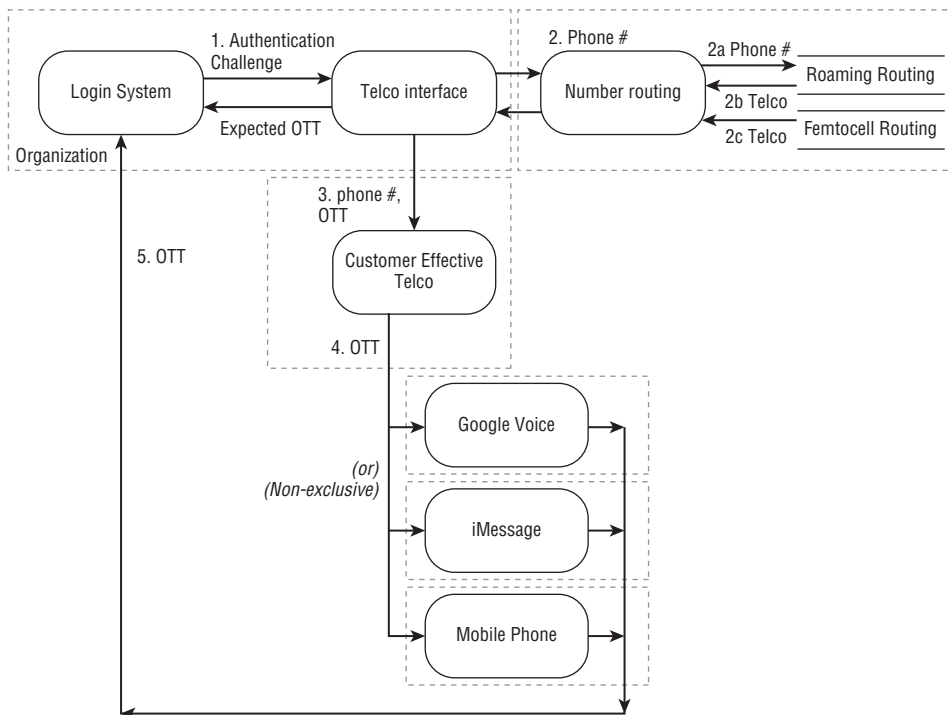 1. Authentication
Challenge
2. Phone #
2a Phone #
Login System
Telco interface
Number routing
Roaming Routing
2b Telco
Expected OTT
2c Telco
Femtocell Routing
Organization
3. phone #,
OTT
5. OTT
Customer Effective
Telco
4. OTT
Google Voice
(or)
(Non-exclusive)
iMessage
Mobile Phone